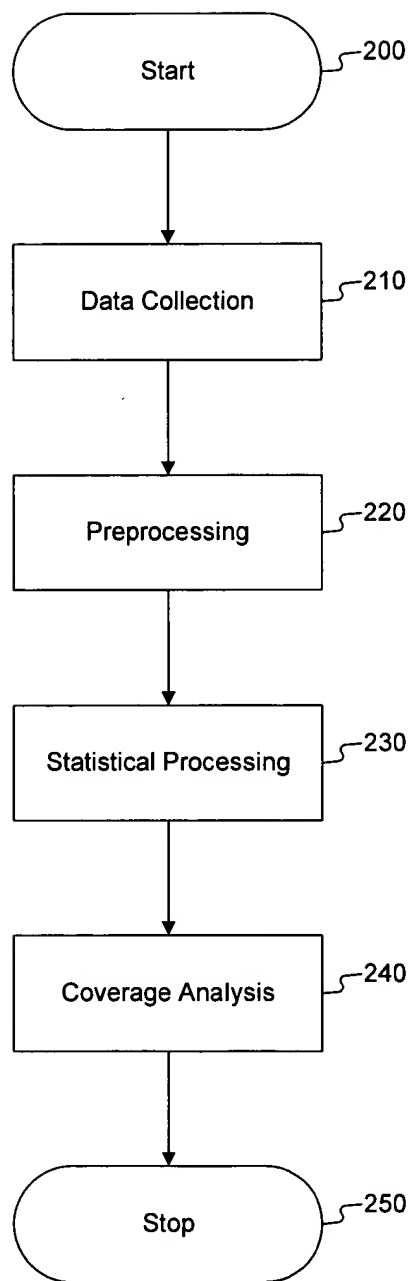 Start
200
Data Collection
210
Preprocessing
220
Statistical Processing
230
Coverage Analysis
240
Stop
250